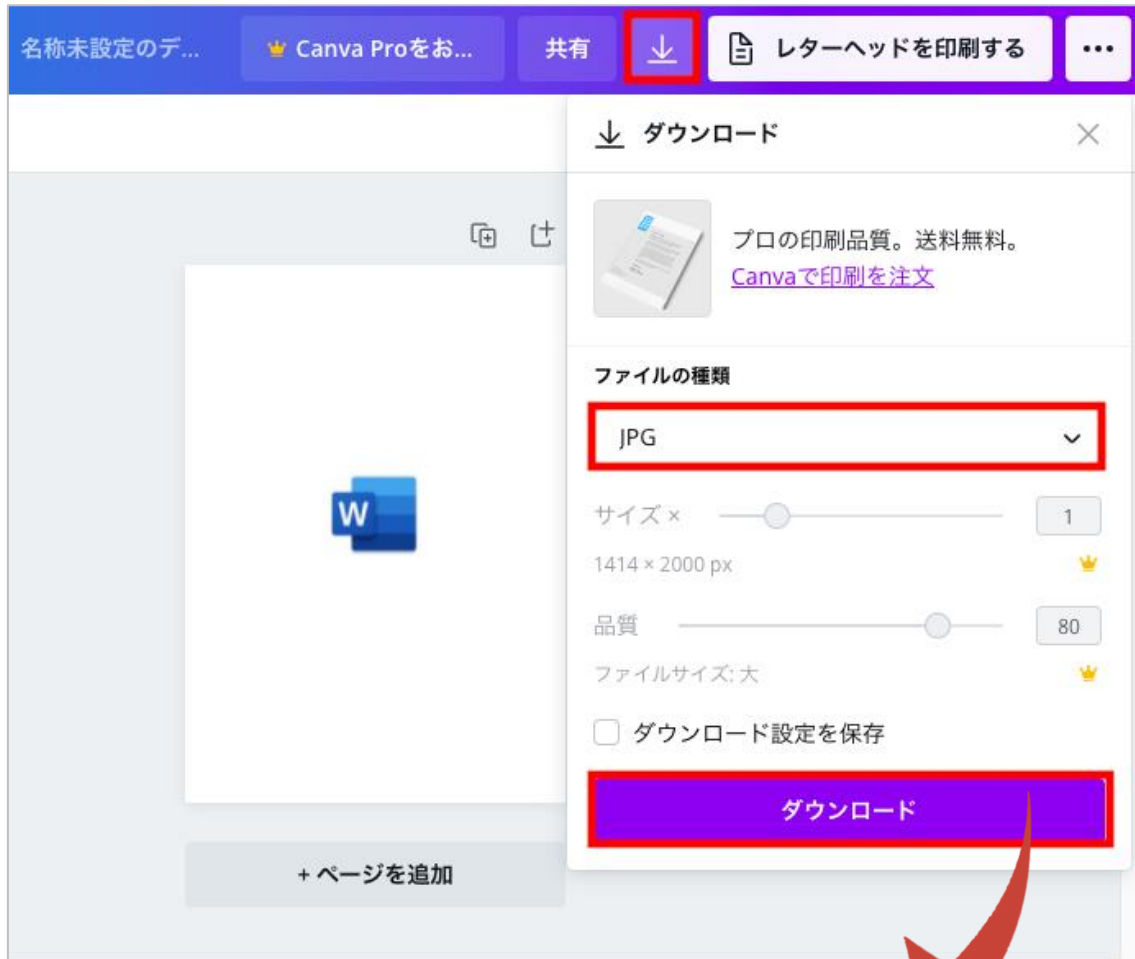 名称未設定のデ...
Canva Proをお...
共有
レターヘッドを印刷する
ダウンロード
プロの印刷品質。送料無料。
Canvaで印刷を注文
ファイルの種類
JPG
サイズ ×
1
1414 × 2000 px
品質
80
ファイルサイズ: 大
ダウンロード設定を保存
ダウンロード
W
+ ページを追加